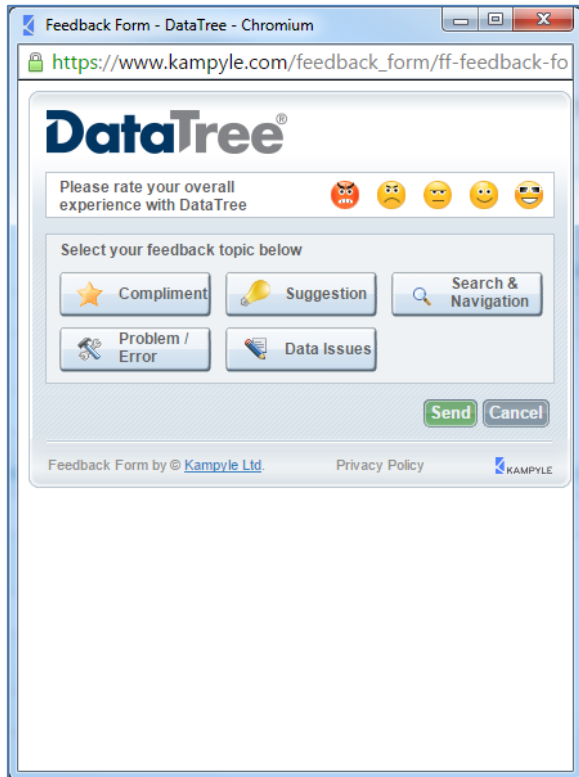 Feedback Form - DataTree - Chromium
https://www.kampyle.com/feedback_form/ff-feedback-fo
DataTree®
Please rate your overall
experience with DataTree
Select your feedback topic below
Compliment
Suggestion
Search &
Navigation
Problem /
Error
Data Issues
Send
Cancel
Feedback Form by © Kampyle Ltd.
Privacy Policy
KAMPYLE